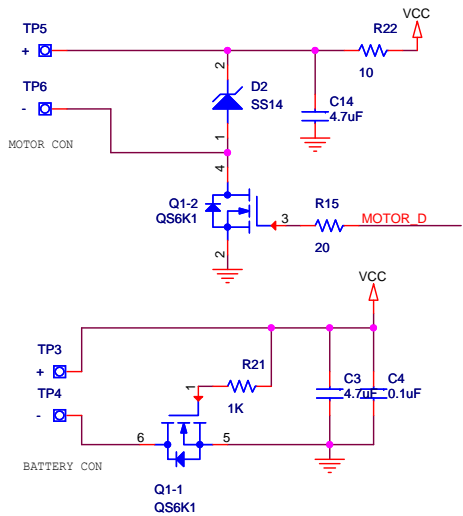 VCC
TP5
R22
+
10
2
TP6
D2
SS14
C14
4.7uF
-
1
MOTOR CON
4
Q1-2
QS6K1
R15
MOTOR_D
3
20
2
VCC
TP3
+
R21
C3
C4
4.7uF
0.1uF
TP4
1
1K
-
6
5
BATTERY CON
Q1-1
QS6K1